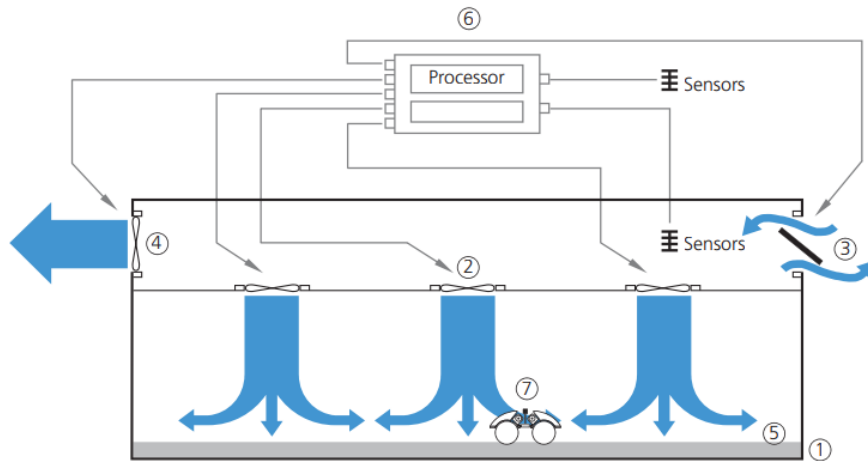 ⑥
Processor
Sensors
④
Sensors
③
②
⑦
⑤
①